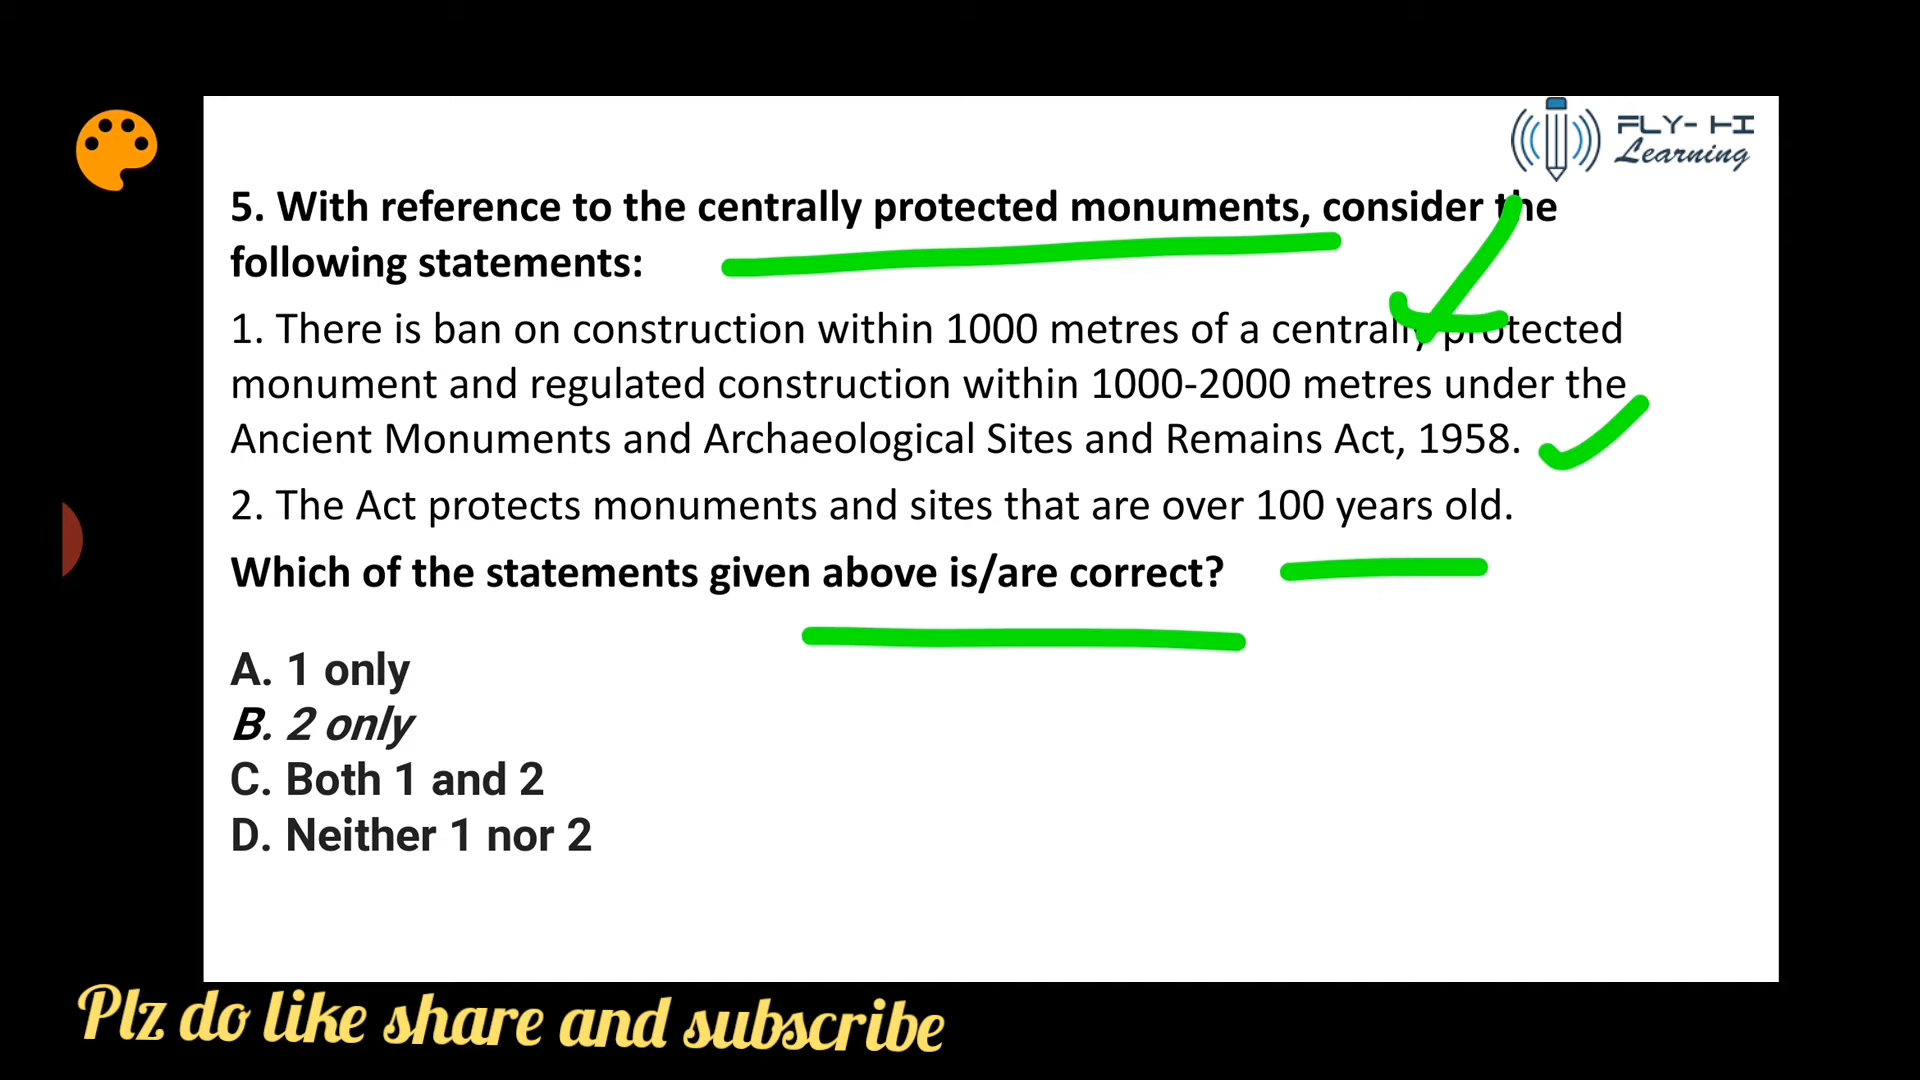 FLY-HI
Learning
5. With reference to the centrally protected monuments, consider the
following statements:
1. There is ban on construction within 1000 metres of a centrally protected
monument and regulated construction within 1000-2000 metres under the
Ancient Monuments and Archaeological Sites and Remains Act, 1958.
2. The Act protects monuments and sites that are over 100 years old.
Which of the statements given above is/are correct?
A. 1 only
B. 2 only
C. Both 1 and 2
D. Neither 1 nor 2
Plz do like share and subscribe